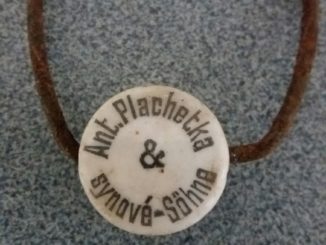 Ant. Plachetka
&
synové-Söhne